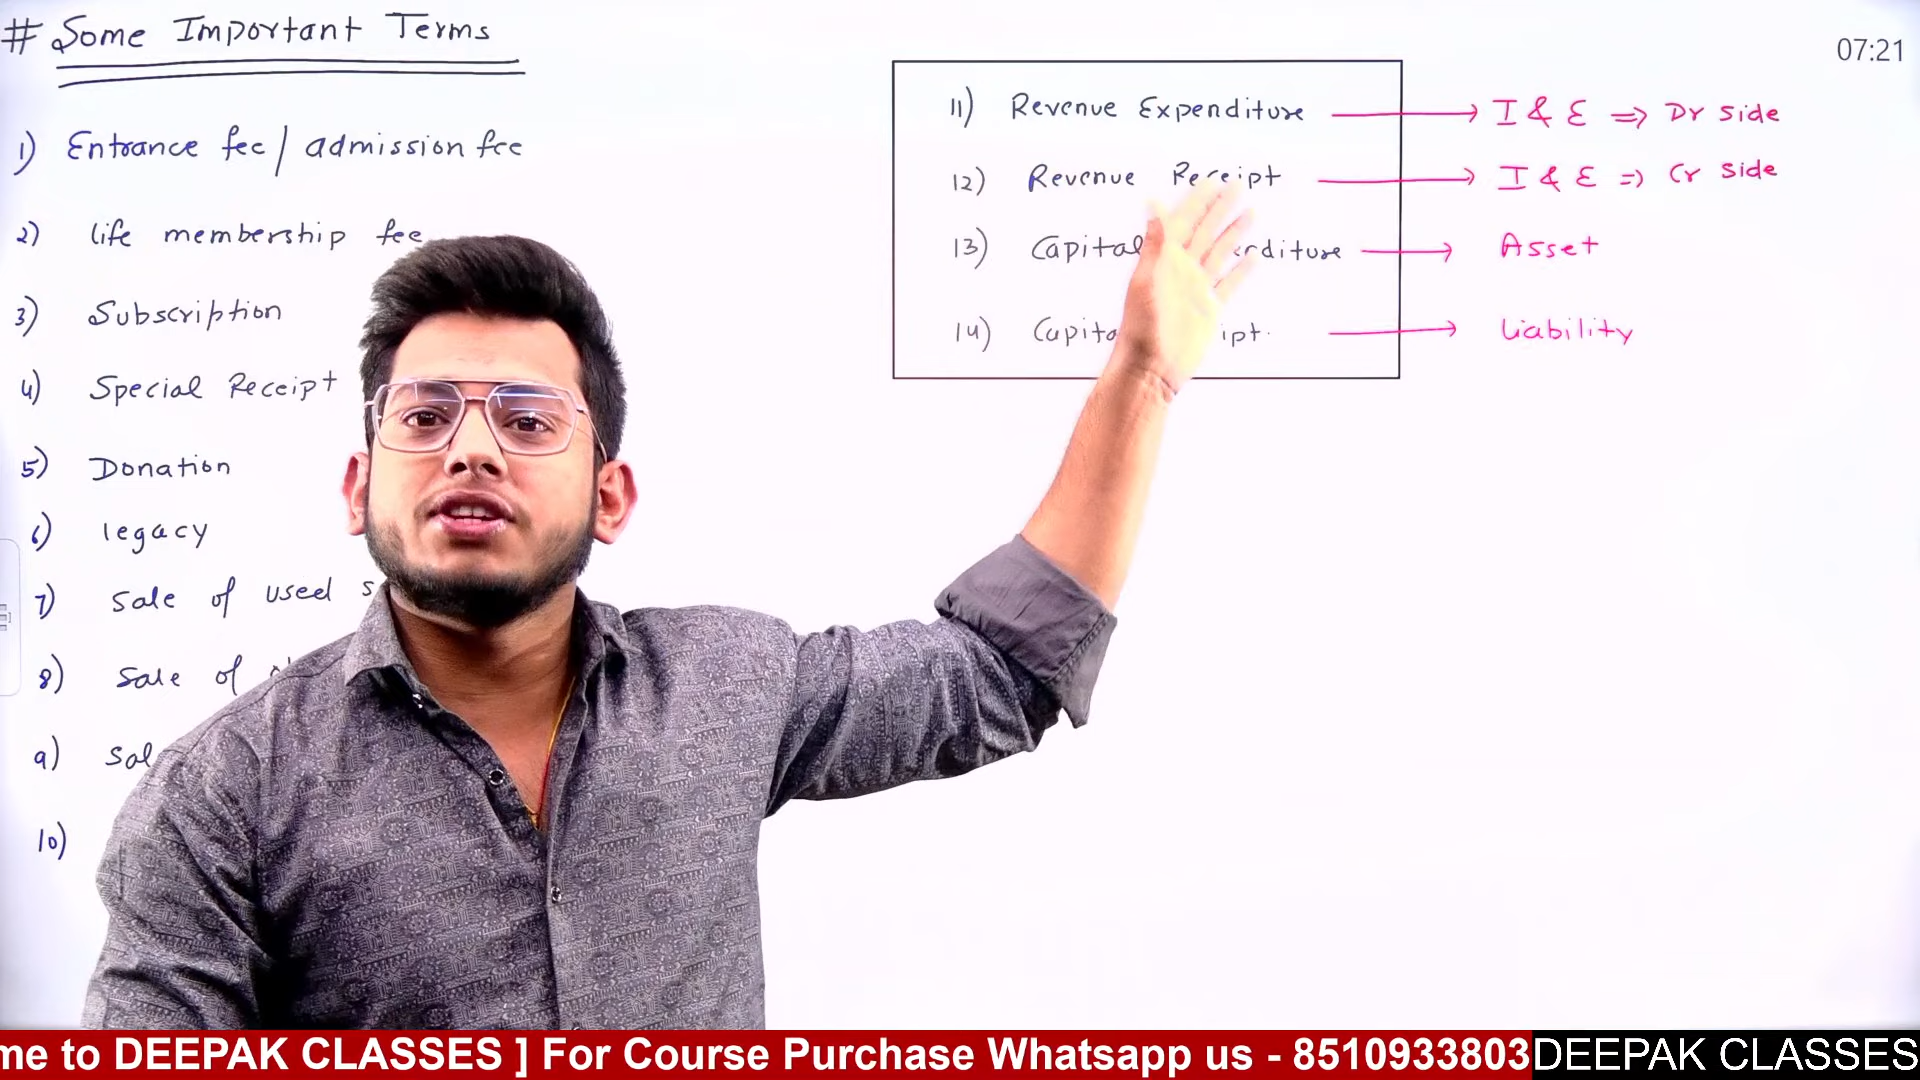 # Some Important Terms
1) Entrance fee / admission fee
2) life membership fee
3) Subscription
4) Special Receipt
5) Donation
6) legacy
7) Sale of used
8) Sale of
9)
10)
07:21
11) Revenue Expenditure → I & E ⇒ Dr Side
12) Revenue Receipt → I & E ⇒ Cr Side
13) Capital → Asset
14) → Liability
me to DEEPAK CLASSES ] For Course Purchase Whatsapp us - 8510933803
DEEPAK CLASSES